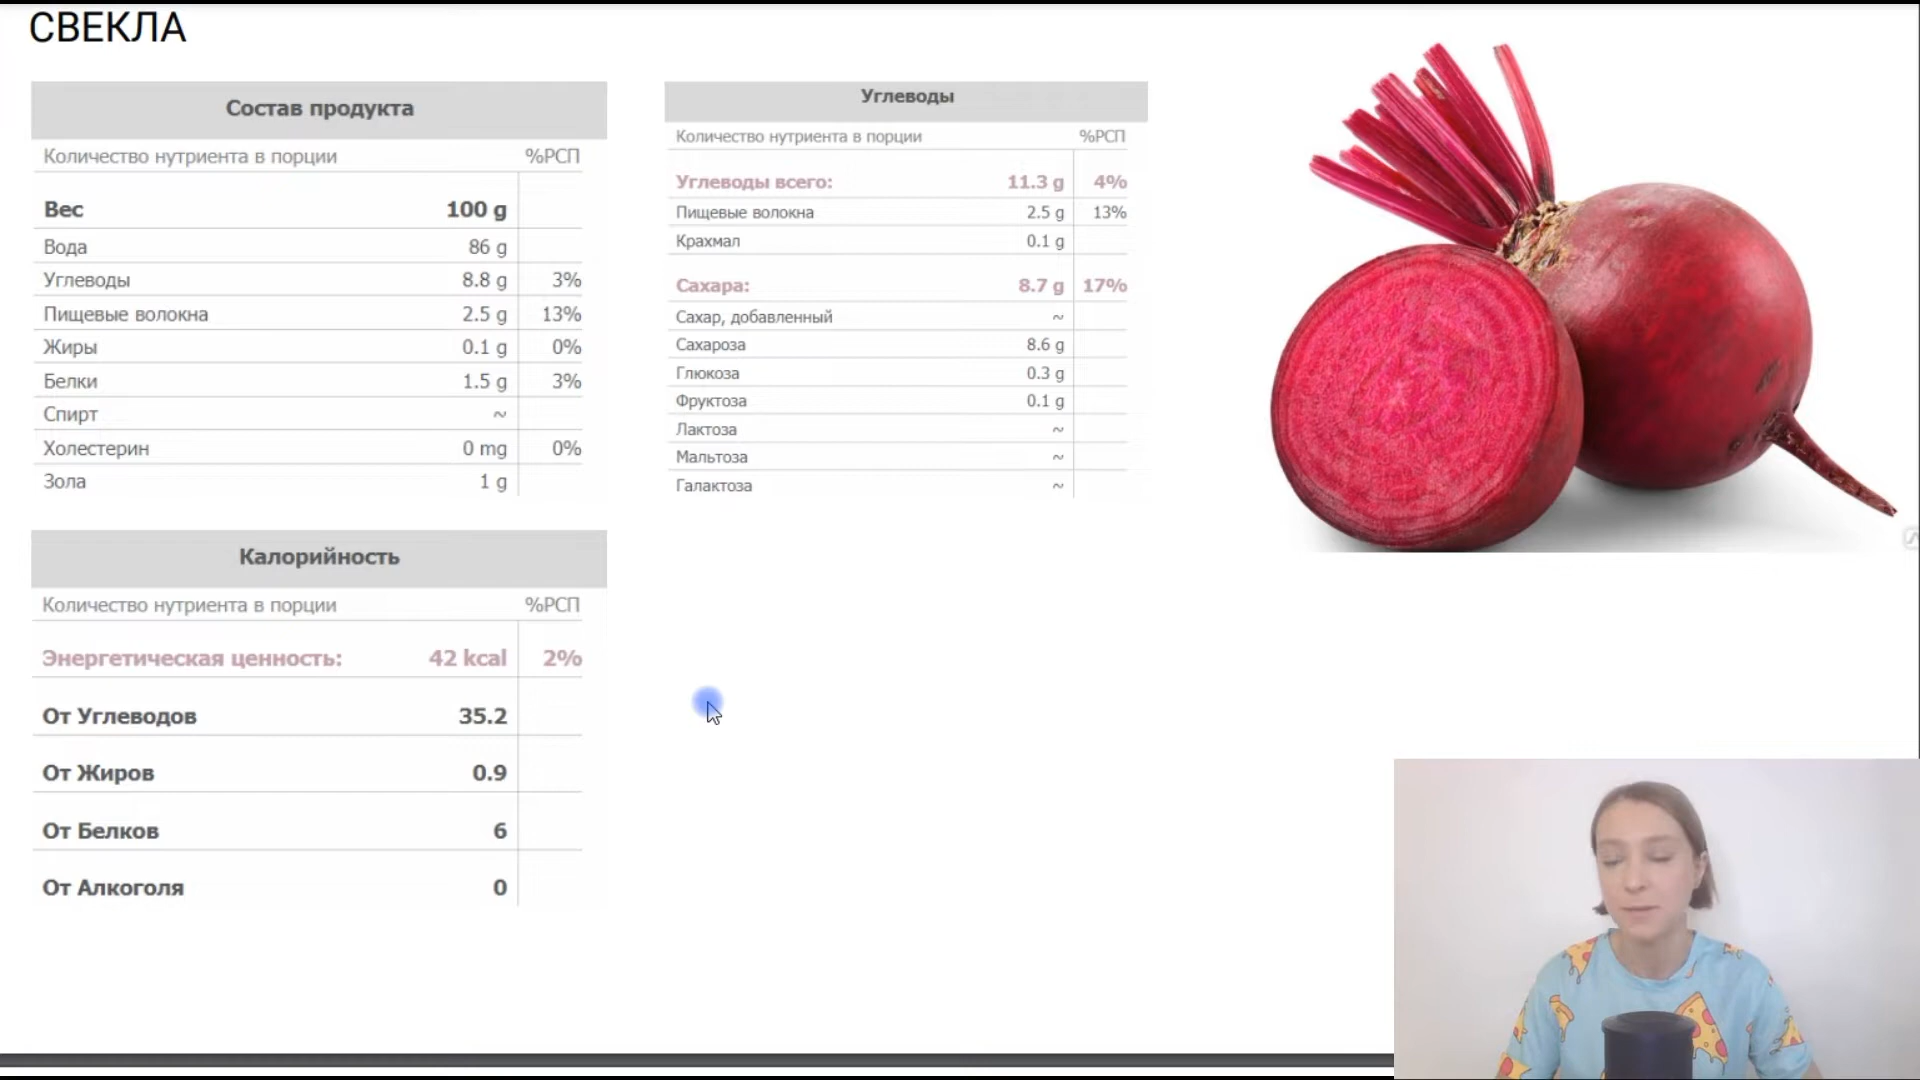 СВЕКЛА
Состав продукта
Количество нутриента в порции %РСП
Вес 100 g
Вода 86 g
Углеводы 8.8 g 3%
Пищевые волокна 2.5 g 13%
Жиры 0.1 g 0%
Белки 1.5 g 3%
Спирт ~
Холестерин 0 mg 0%
Зола 1 g
Калорийность
Количество нутриента в порции %РСП
Энергетическая ценность: 42 kcal 2%
От Углеводов 35.2
От Жиров 0.9
От Белков 6
От Алкоголя 0
Углеводы
Количество нутриента в порции %РСП
Углеводы всего: 11.3 g 4%
Пищевые волокна 2.5 g 13%
Крахмал 0.1 g
Сахара: 8.7 g 17%
Сахар, добавленный ~
Сахароза 8.6 g
Глюкоза 0.3 g
Фруктоза 0.1 g
Лактоза ~
Мальтоза ~
Галактоза ~